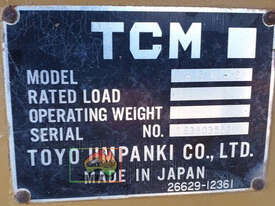 TCM
MODEL
RATED LOAD
OPERATING WEIGHT
SERIAL NO.
TOYO UMPANKI CO., LTD.
MADE IN JAPAN
26629-12361